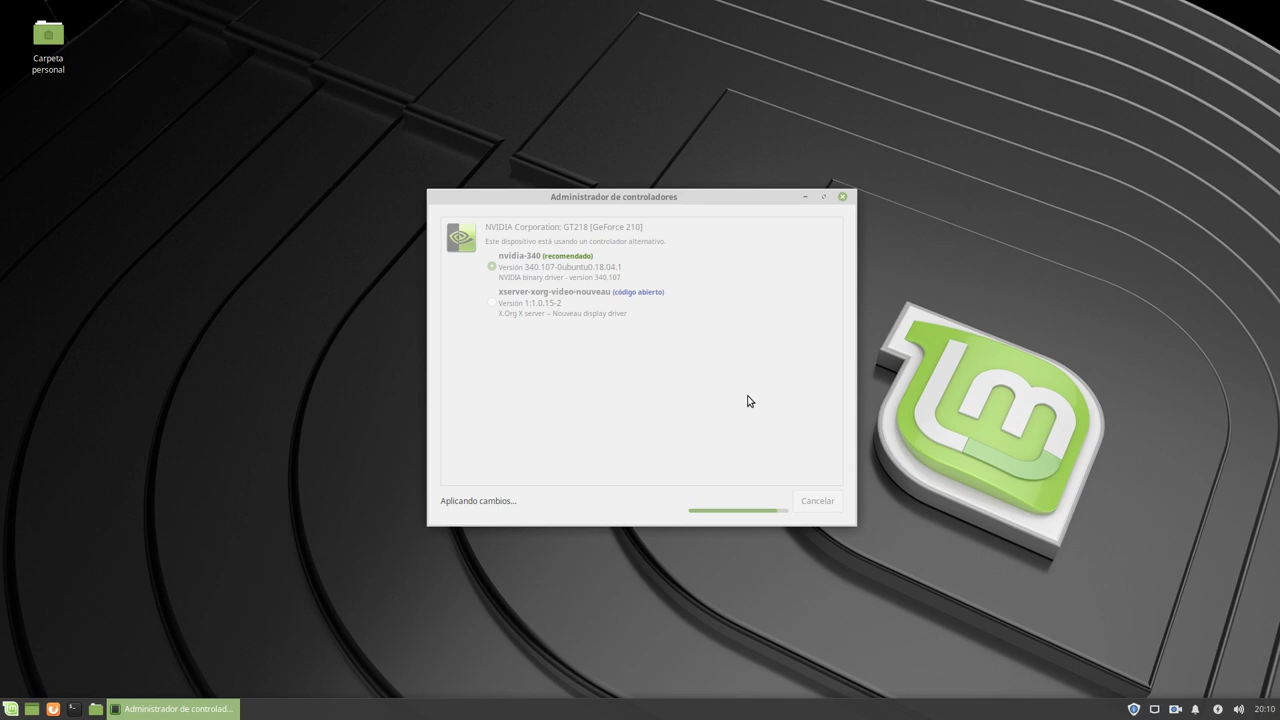 Carpeta
personal
Administrador de controladores
NVIDIA Corporation: GT218 [GeForce 210]
Este dispositivo está usando un controlador alternativo.
nvidia-340 (recomendado)
Versión 340.107-0ubuntu0.18.04.1
NVIDIA binary driver - version 340.107
xserver-xorg-video-nouveau (código abierto)
Versión 1:1.0.15-2
X.Org X server -- Nouveau display driver
Aplicando cambios...
Cancelar
Administrador de controlad...
20:10